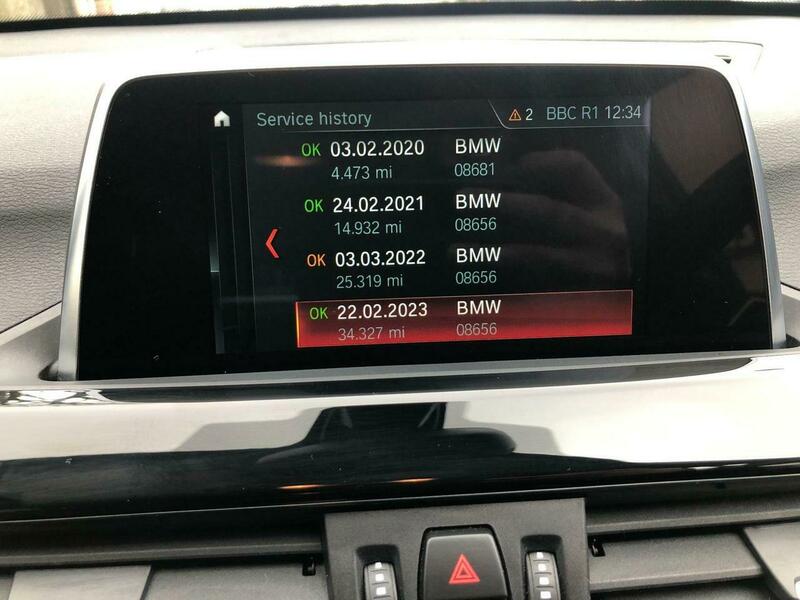 Service history
2 BBC R1 12:34
OK 03.02.2020 BMW
4.473 mi 08681
OK 24.02.2021 BMW
14.932 mi 08656
OK 03.03.2022 BMW
25.319 mi 08656
OK 22.02.2023 BMW
34.327 mi 08656